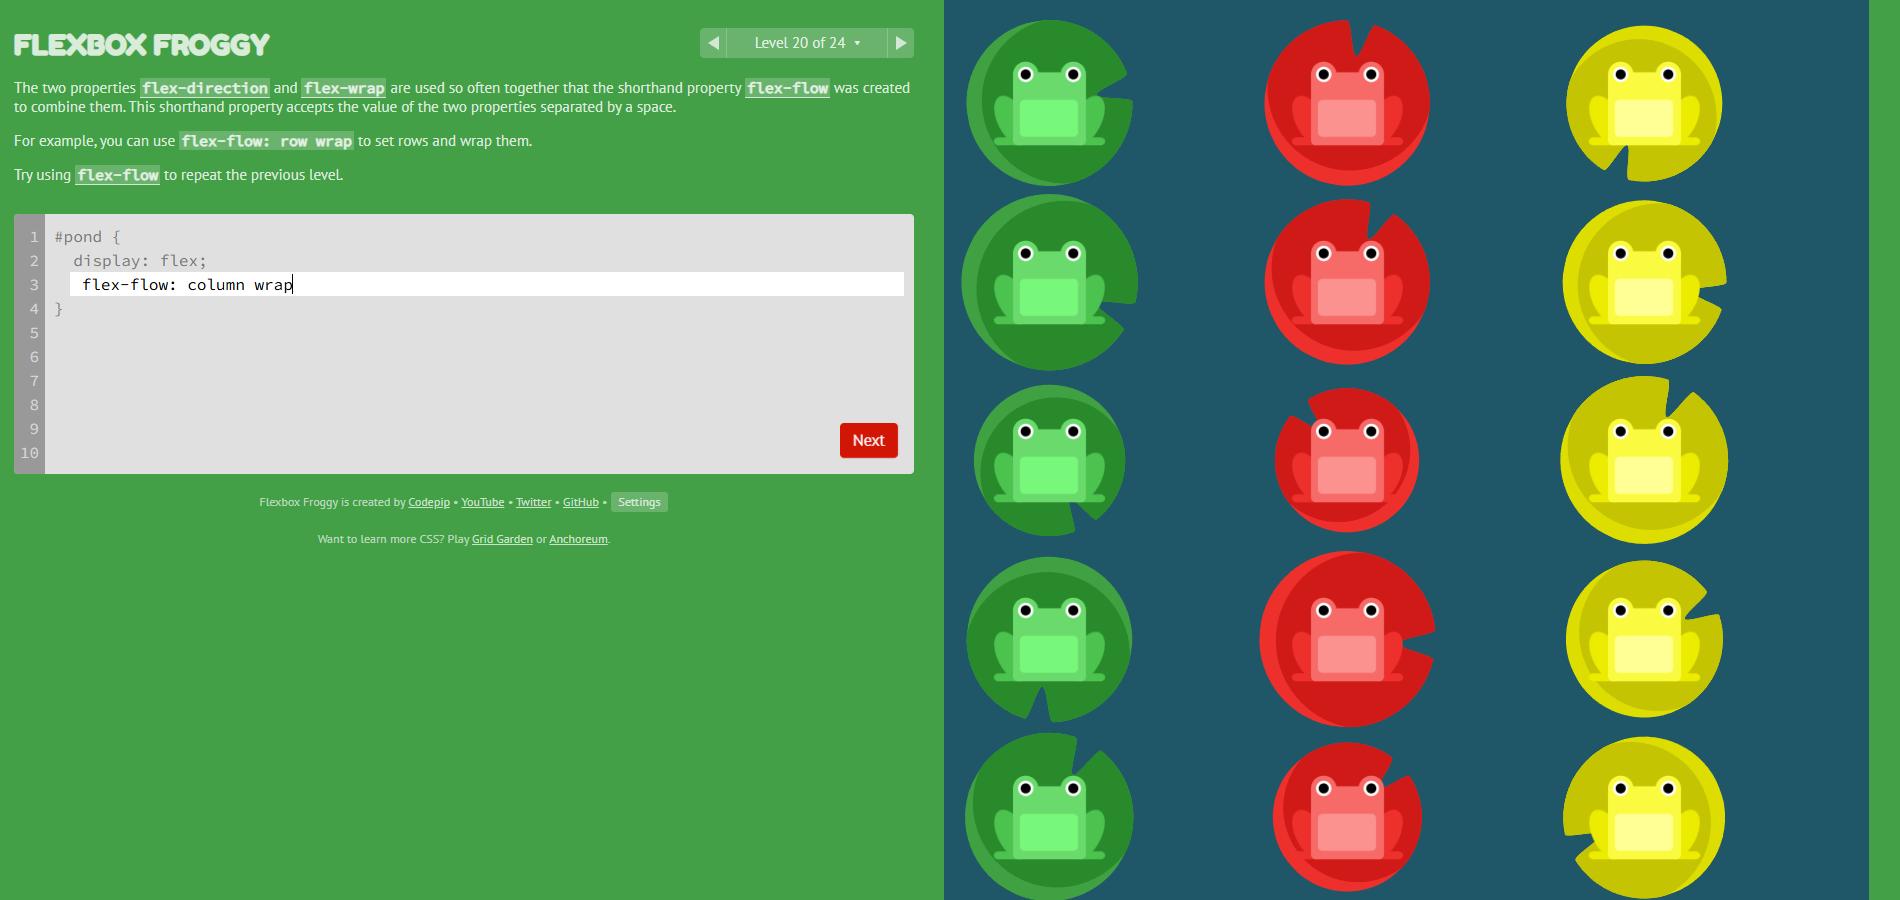 FLEXBOX FROGGY
Level 20 of 24
The two properties flex-direction and flex-wrap are used so often together that the shorthand property flex-flow was created
to combine them. This shorthand property accepts the value of the two properties separated by a space.
For example, you can use flex-flow: row wrap to set rows and wrap them.
Try using flex-flow to repeat the previous level.
1 #pond {
2 display: flex;
3 flex-flow: column wrap
4 }
5
6
7
8
9
10
Next
Flexbox Froggy is created by Codepip • YouTube • Twitter • GitHub • Settings
Want to learn more CSS? Play Grid Garden or Anchoreum.